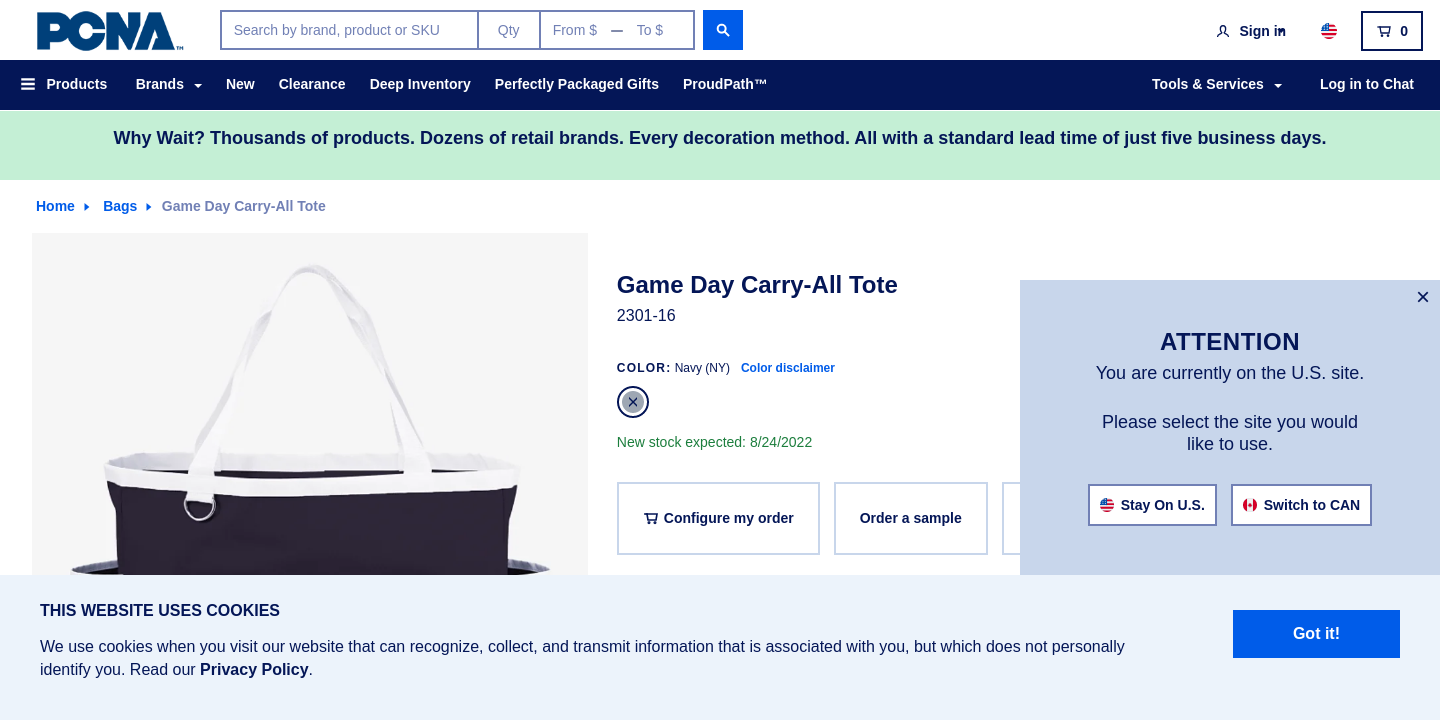 PCNA™
Search by brand, product or SKU
Qty
From $ — To $
Sign in
0
Products
Brands
New
Clearance
Deep Inventory
Perfectly Packaged Gifts
ProudPath™
Tools & Services
Log in to Chat
Why Wait? Thousands of products. Dozens of retail brands. Every decoration method. All with a standard lead time of just five business days.
Home
Bags
Game Day Carry-All Tote
Game Day Carry-All Tote
2301-16
COLOR: Navy (NY) Color disclaimer
New stock expected: 8/24/2022
Configure my order
Order a sample
ATTENTION
You are currently on the U.S. site.
Please select the site you would
like to use.
Stay On U.S.
Switch to CAN
THIS WEBSITE USES COOKIES
We use cookies when you visit our website that can recognize, collect, and transmit information that is associated with you, but which does not personally
identify you. Read our Privacy Policy.
Got it!